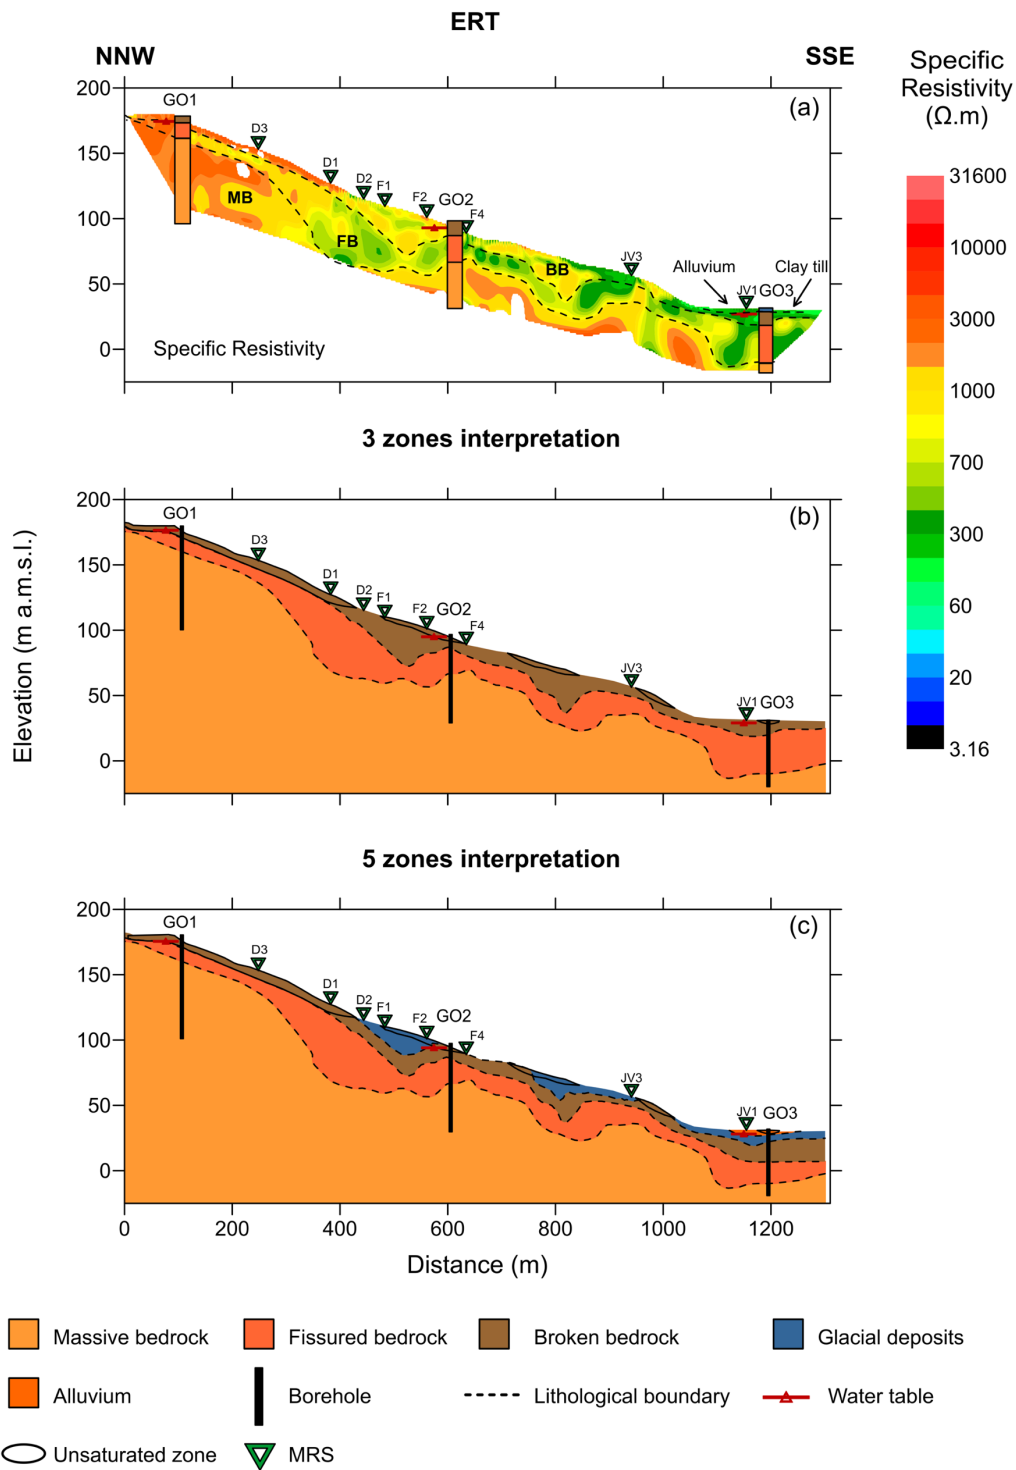 ERT
NNW
SSE
Specific
Resistivity
(Ω.m)
200
150
100
50
0
(a)
GO1
D3
D1
D2
F1
F2
GO2
F4
JV3
Alluvium
Clay till
JV1
GO3
MB
FB
BB
Specific Resistivity
31600
10000
3000
1000
700
300
60
20
3.16
3 zones interpretation
Elevation (m a.m.s.l.)
200
150
100
50
0
(b)
GO1
D3
D1
D2
F1
F2
GO2
F4
JV3
JV1
GO3
5 zones interpretation
200
150
100
50
0
(c)
GO1
D3
D1
D2
F1
F2
GO2
F4
JV3
JV1
GO3
0 200 400 600 800 1000 1200
Distance (m)
Massive bedrock Fissured bedrock Broken bedrock Glacial deposits
Alluvium Borehole Lithological boundary Water table
Unsaturated zone MRS